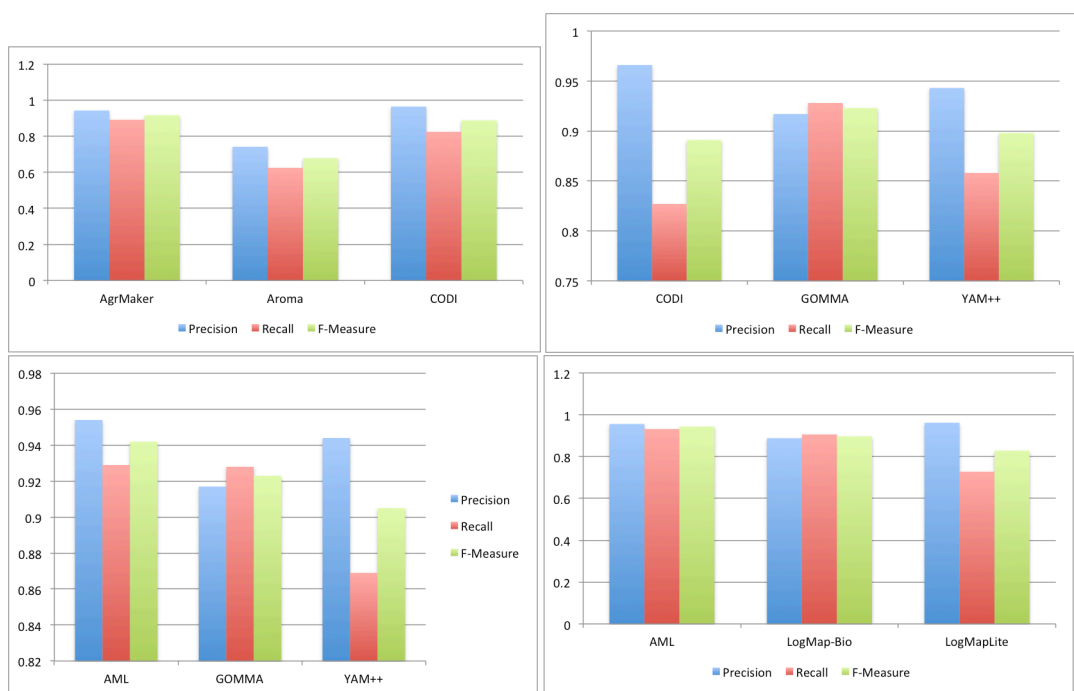 1.2
1
0.8
0.6
0.4
0.2
0
AgrMaker Aroma CODI
Precision Recall F-Measure
1
0.95
0.9
0.85
0.8
0.75
CODI GOMMA YAM++
Precision Recall F-Measure
0.98
0.96
0.94
0.92
0.9
0.88
0.86
0.84
0.82
AML GOMMA YAM++
Precision
Recall
F-Measure
1.2
1
0.8
0.6
0.4
0.2
0
AML LogMap-Bio LogMapLite
Precision Recall F-Measure